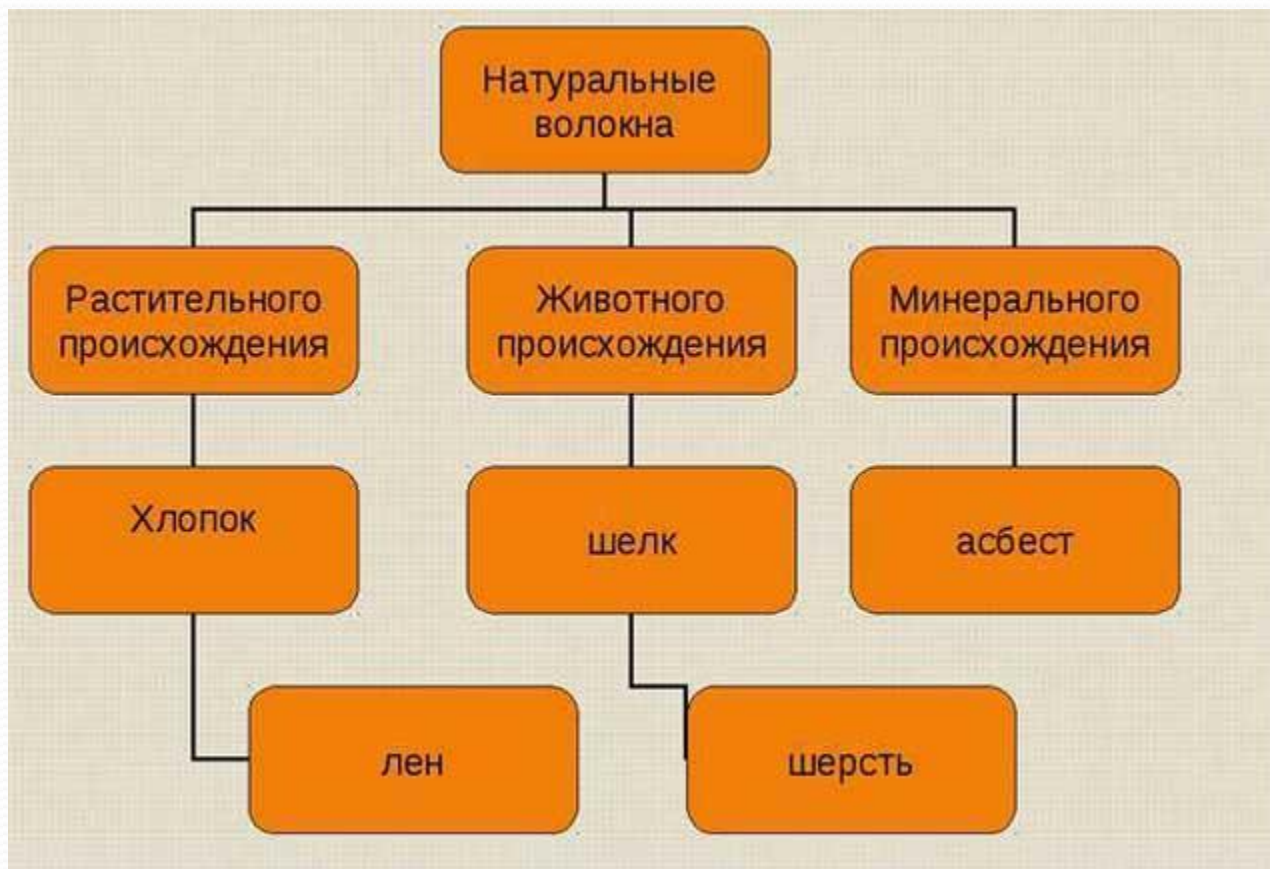 Натуральные
волокна
Растительного
происхождения
Животного
происхождения
Минерального
происхождения
Хлопок
шелк
асбест
лен
шерсть